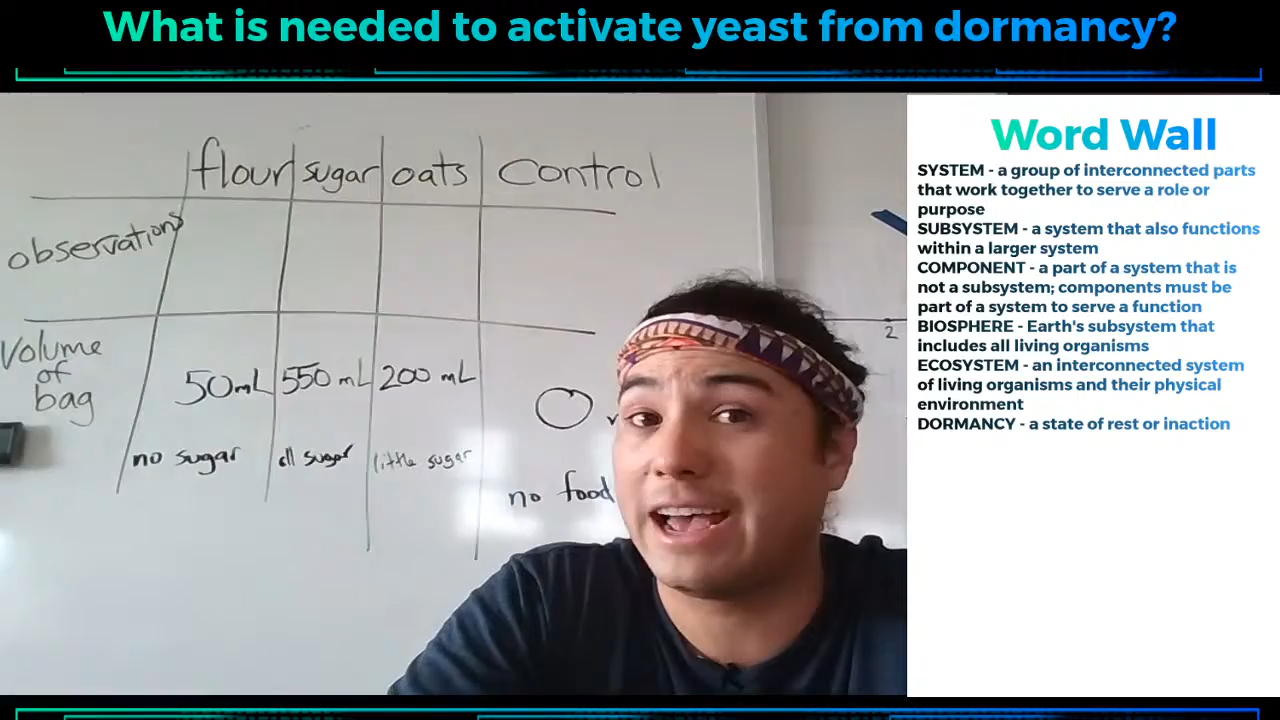 What is needed to activate yeast from dormancy?
flour sugar oats Control
observations
Volume
of
bag
50mL 550 mL 200 mL 0
no sugar all sugar little sugar
no food
2
Word Wall
SYSTEM - a group of interconnected parts
that work together to serve a role or
purpose
SUBSYSTEM - a system that also functions
within a larger system
COMPONENT - a part of a system that is
not a subsystem; components must be
part of a system to serve a function
BIOSPHERE - Earth's subsystem that
includes all living organisms
ECOSYSTEM - an interconnected system
of living organisms and their physical
environment
DORMANCY - a state of rest or inaction